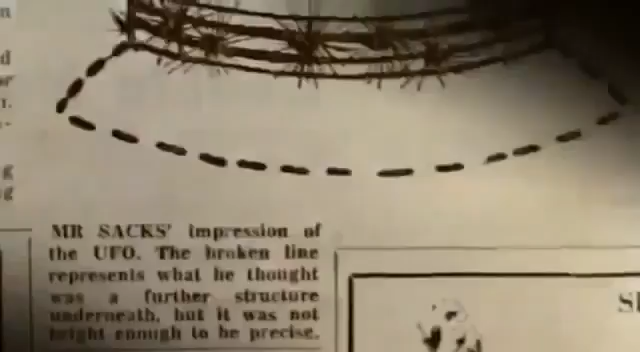 MR SACKS' impression of
the UFO. The broken line
represents what he thought
was a further structure
underneath, but it was not
bright enough to be precise.